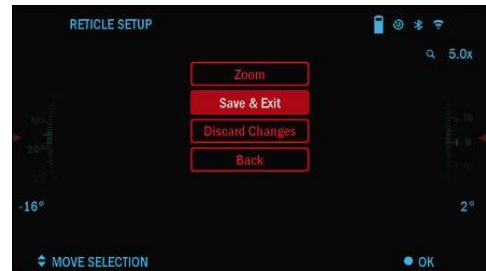 RETICLE SETUP
5.0x
Zoom
Save & Exit
Discard Changes
Back
-16°
2°
MOVE SELECTION
OK